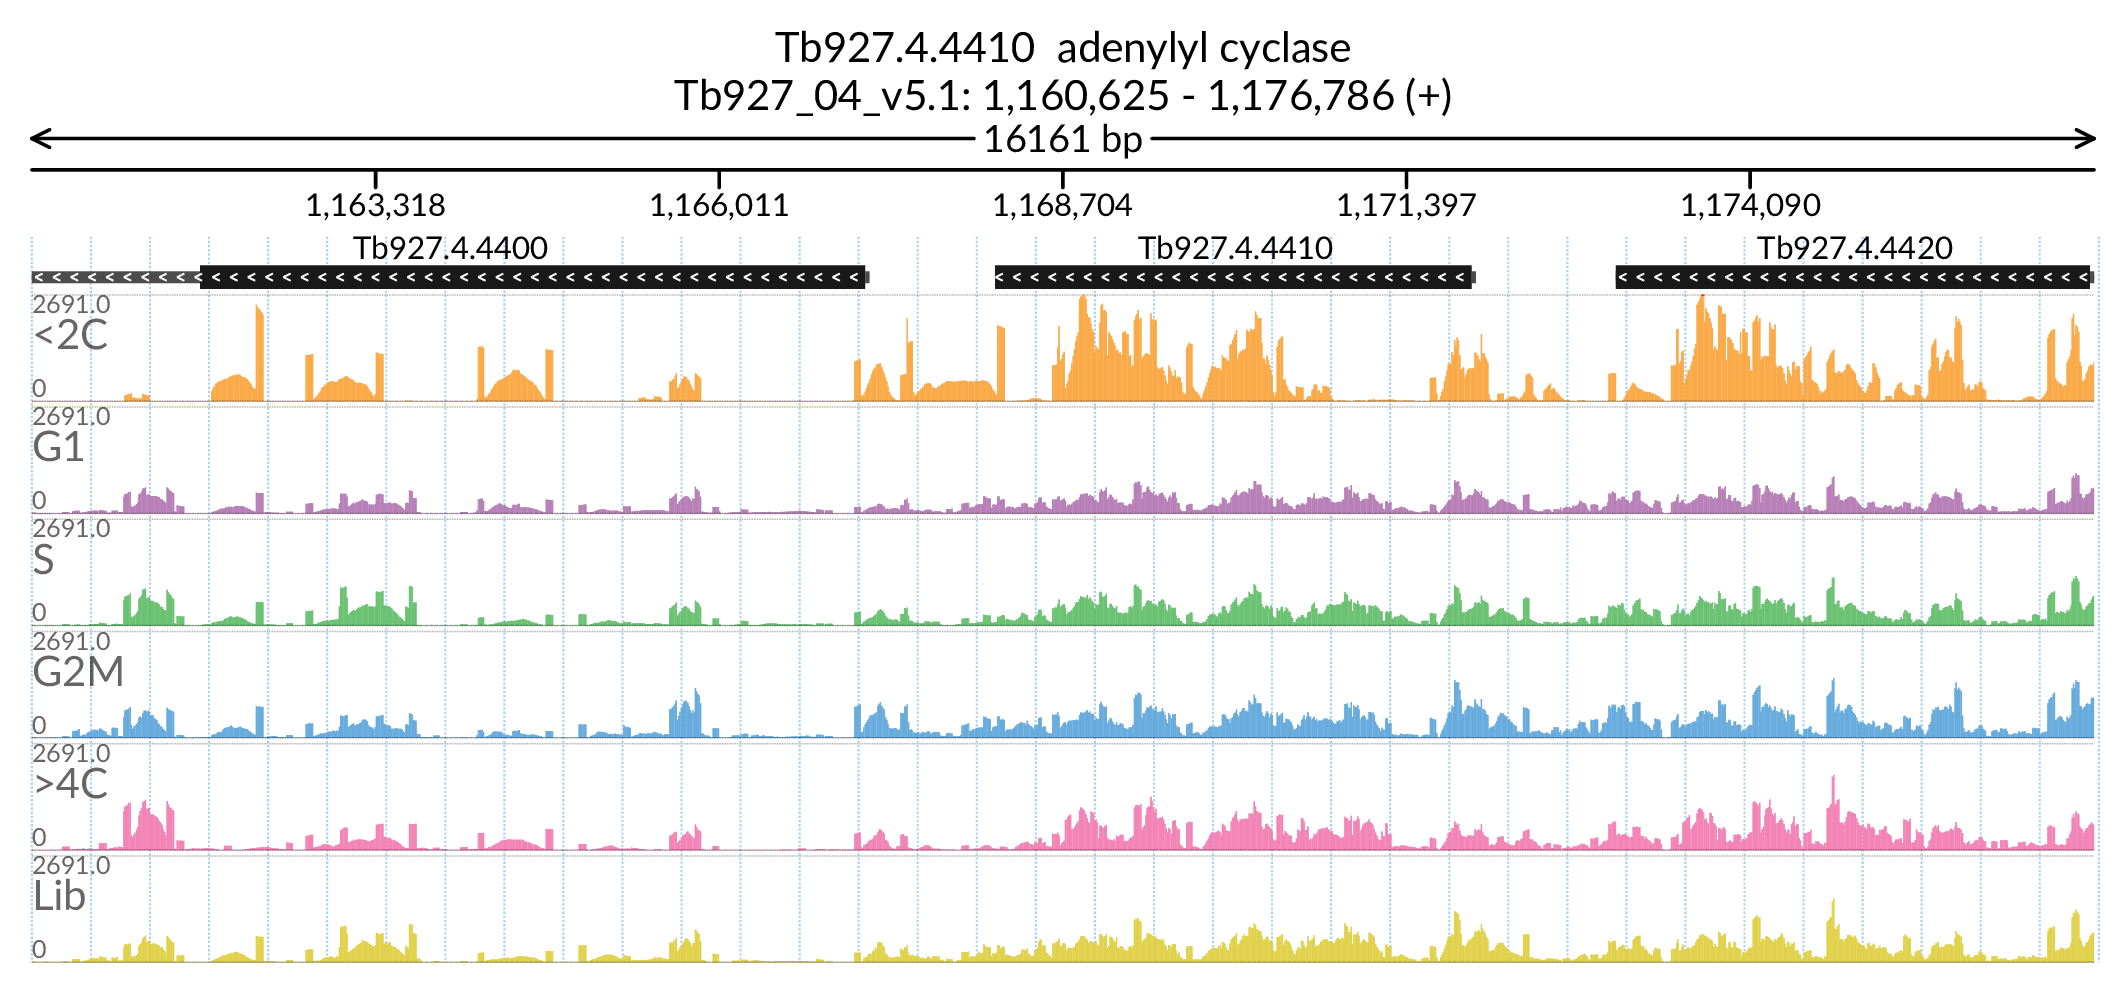 Tb927.4.4410  adenylyl cyclase
Tb927_04_v5.1: 1,160,625 - 1,176,786 (+)
16161 bp
1,163,318 1,166,011 1,168,704 1,171,397 1,174,090
Tb927.4.4400 Tb927.4.4410 Tb927.4.4420
2691.0
<2C
0
2691.0
G1
0
2691.0
S
0
2691.0
G2M
0
2691.0
>4C
0
2691.0
Lib
0